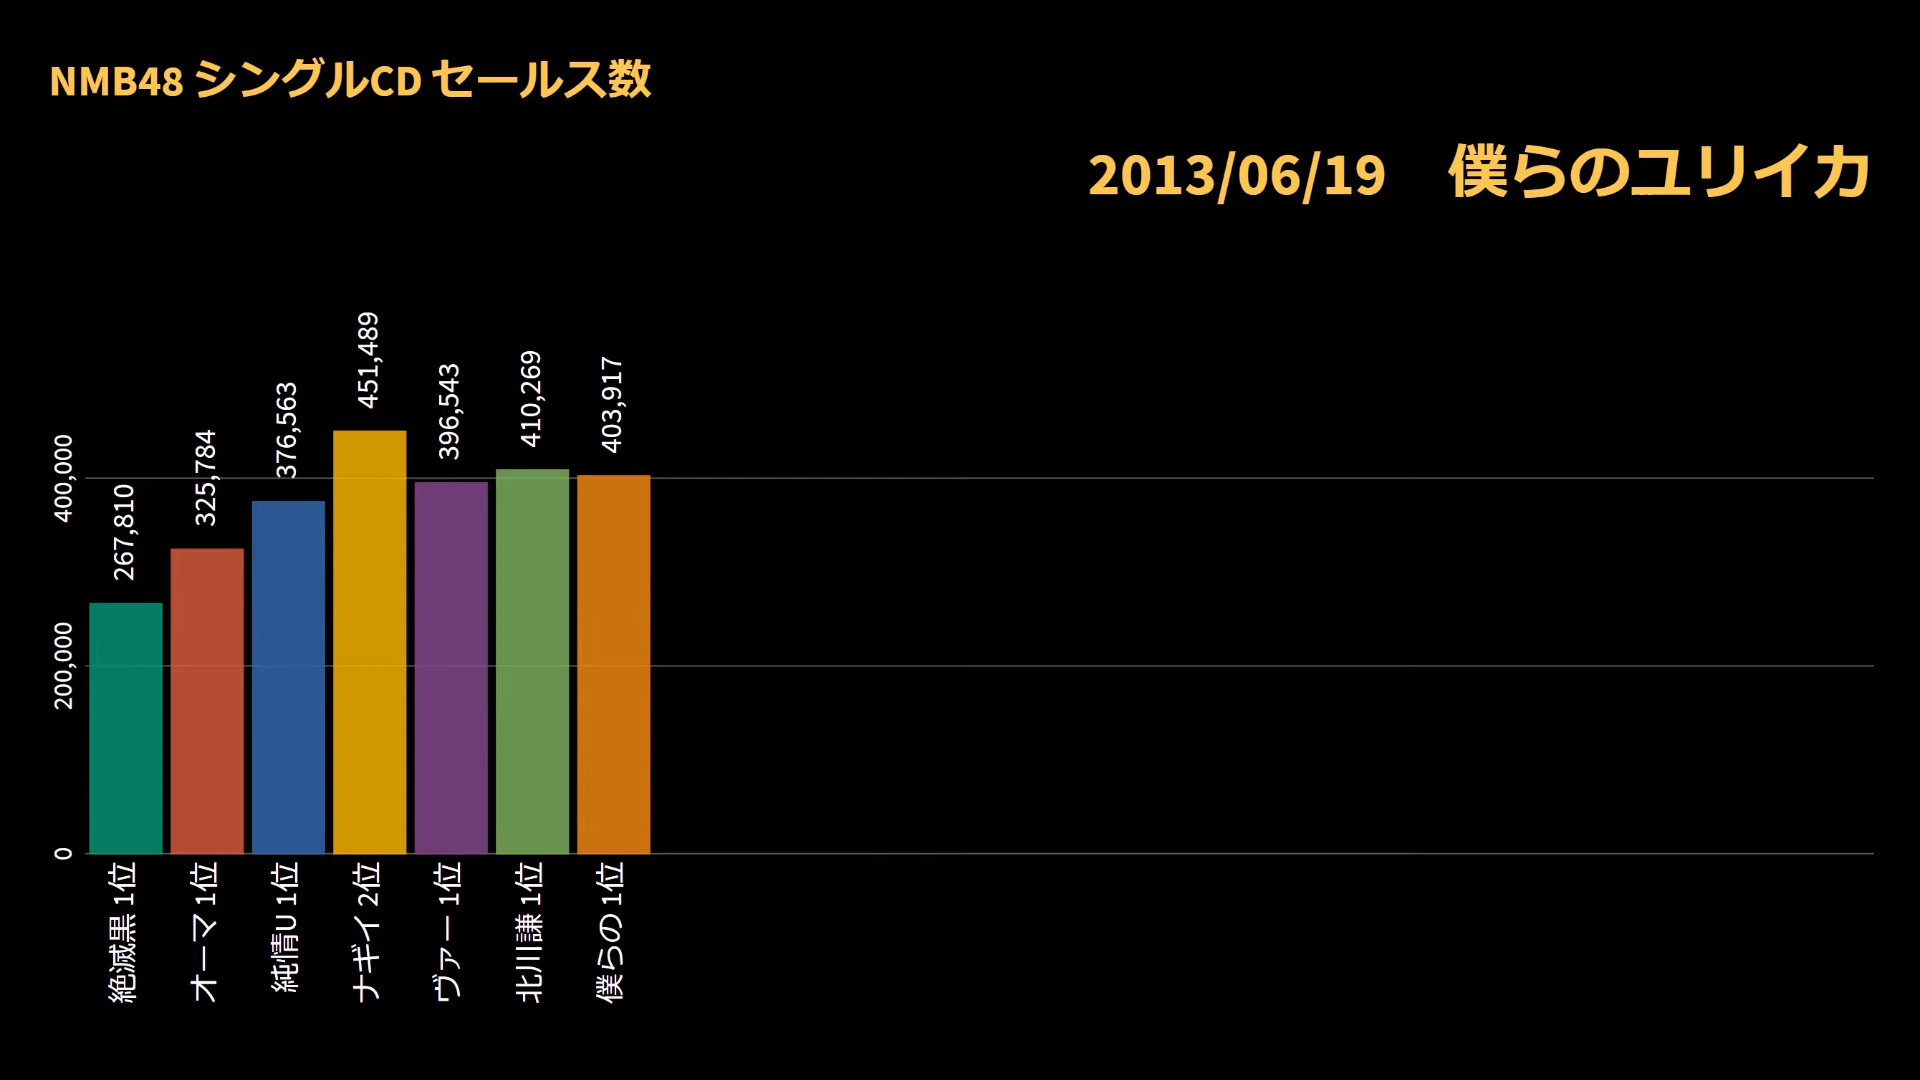 NMB48 シングルCD セールス数
2013/06/19　僕らのユリイカ
400,000
200,000
0
267,810
325,784
376,563
451,489
396,543
410,269
403,917
絶滅黒 1位
オーマ 1位
純情U 1位
ナギイ 2位
ヴァー 1位
北川謙 1位
僕らの 1位